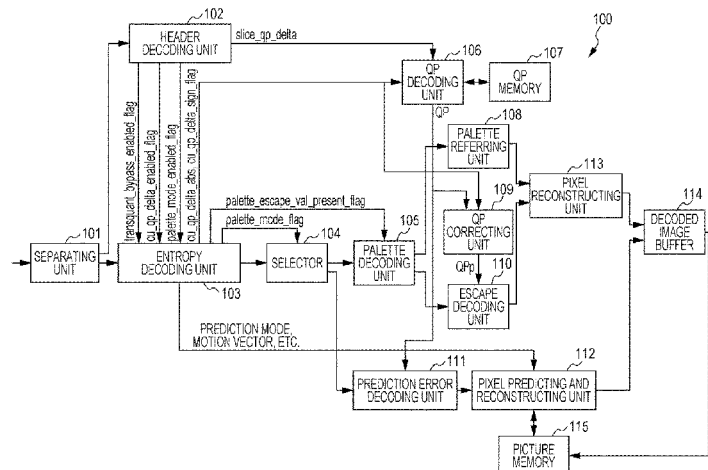 100
102
HEADER
DECODING UNIT
slice_qp_delta
106
QP
DECODING
UNIT
107
QP
MEMORY
QP
transquant_bypass_enabled_flag
cu_qp_delta_enabled_flag
palette_mode_enabled_flag
cu_qp_delta_abs, cu_qp_delta_sign_flag
108
PALETTE
REFERRING
UNIT
113
PIXEL
RECONSTRUCTING
UNIT
114
DECODED
IMAGE
BUFFER
palette_escape_val_present_flag
palette_mode_flag
109
QP
CORRECTING
UNIT
101
SEPARATING
UNIT
ENTROPY
DECODING UNIT
103
104
SELECTOR
105
PALETTE
DECODING
UNIT
QPp
110
ESCAPE
DECODING
UNIT
PREDICTION MODE,
MOTION VECTOR, ETC.
111
PREDICTION ERROR
DECODING UNIT
112
PIXEL PREDICTING AND
RECONSTRUCTING UNIT
115
PICTURE
MEMORY